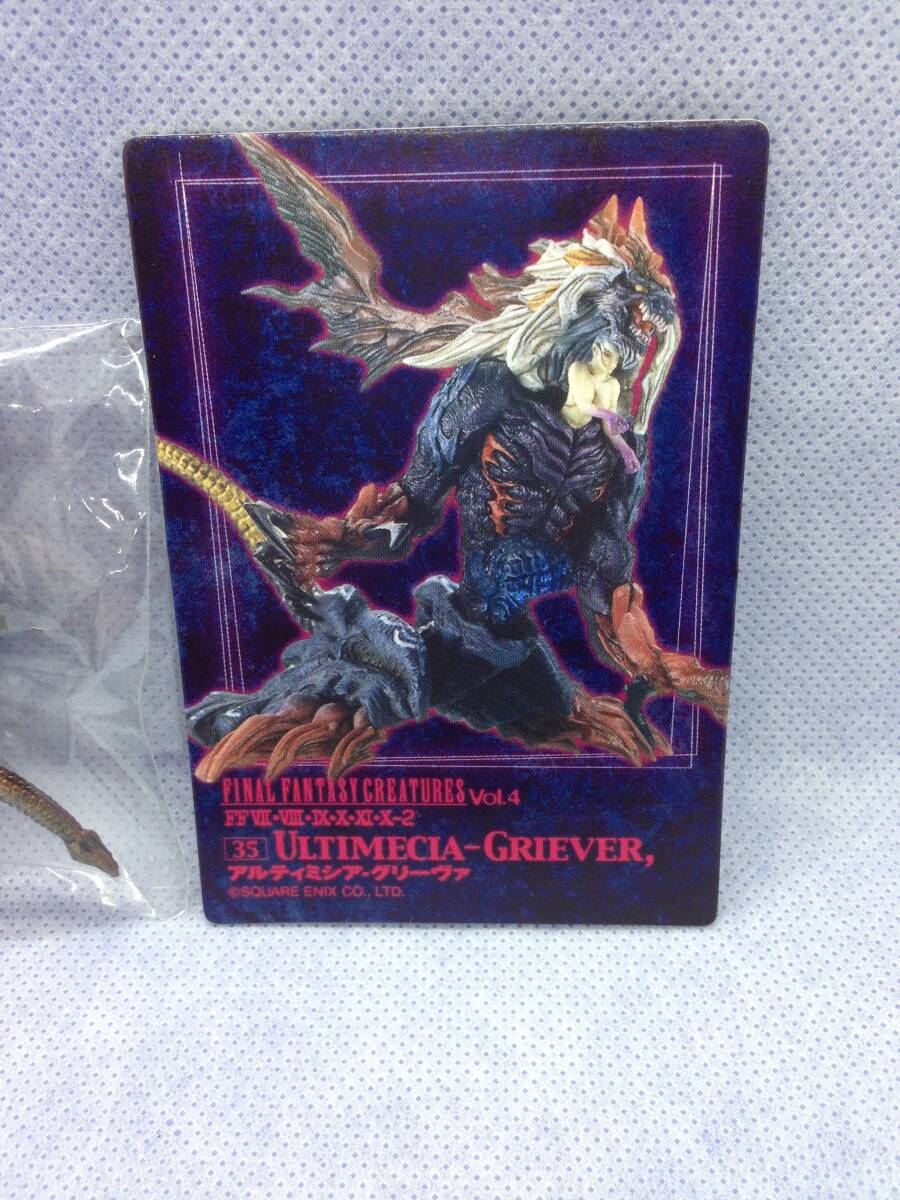 FINAL FANTASY CREATURES Vol.4
FF VII・VIII・IX・X・XI・X-2
35 ULTIMECIA-GRIEVER,
アルティミシア-グリーヴァ
©SQUARE ENIX CO., LTD.